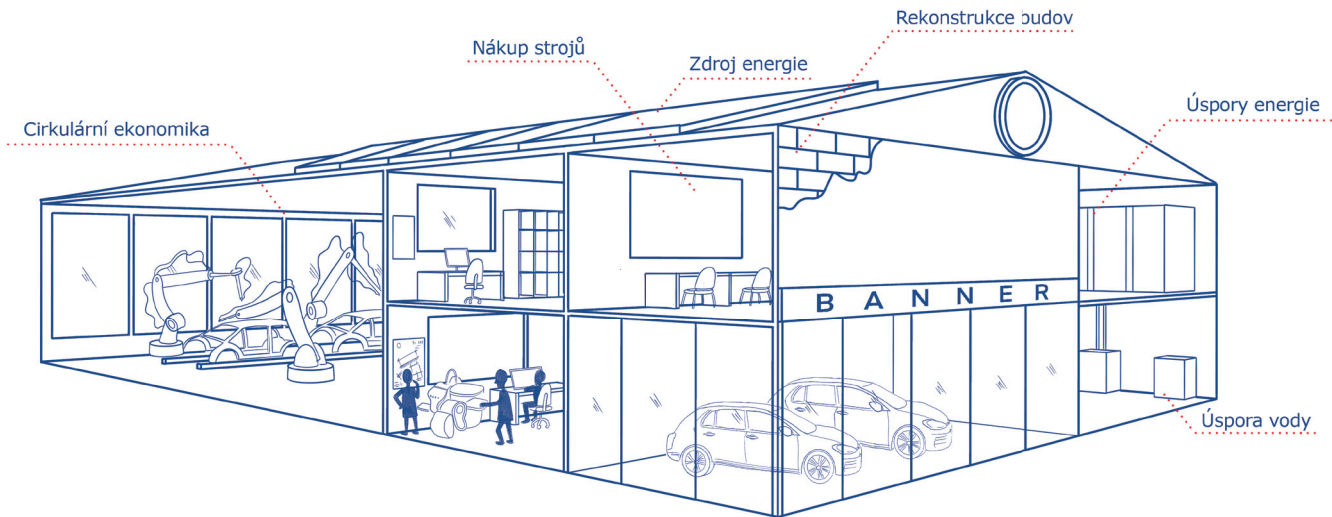 Rekonstrukce budov
Nákup strojů
Zdroj energie
Úspory energie
Cirkulární ekonomika
BANNER
Úspora vody